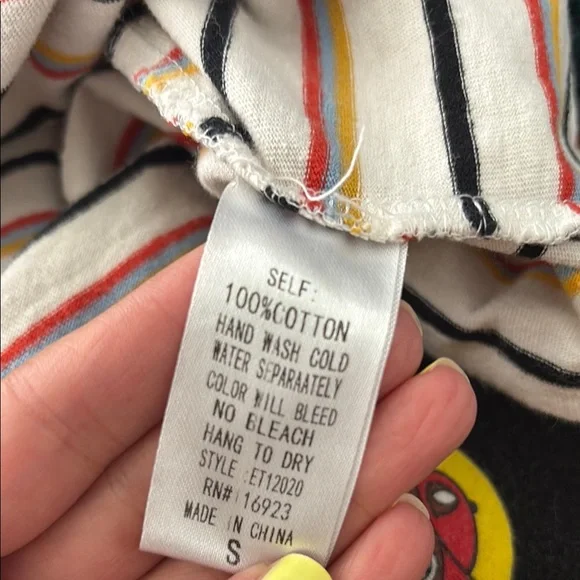 SELF:
100%COTTON
HAND WASH COLD
WATER SEPARAATELY
COLOR WILL BLEED
NO BLEACH
HANG TO DRY
STYLE :ET12020
RN# 16923
MADE IN CHINA
S